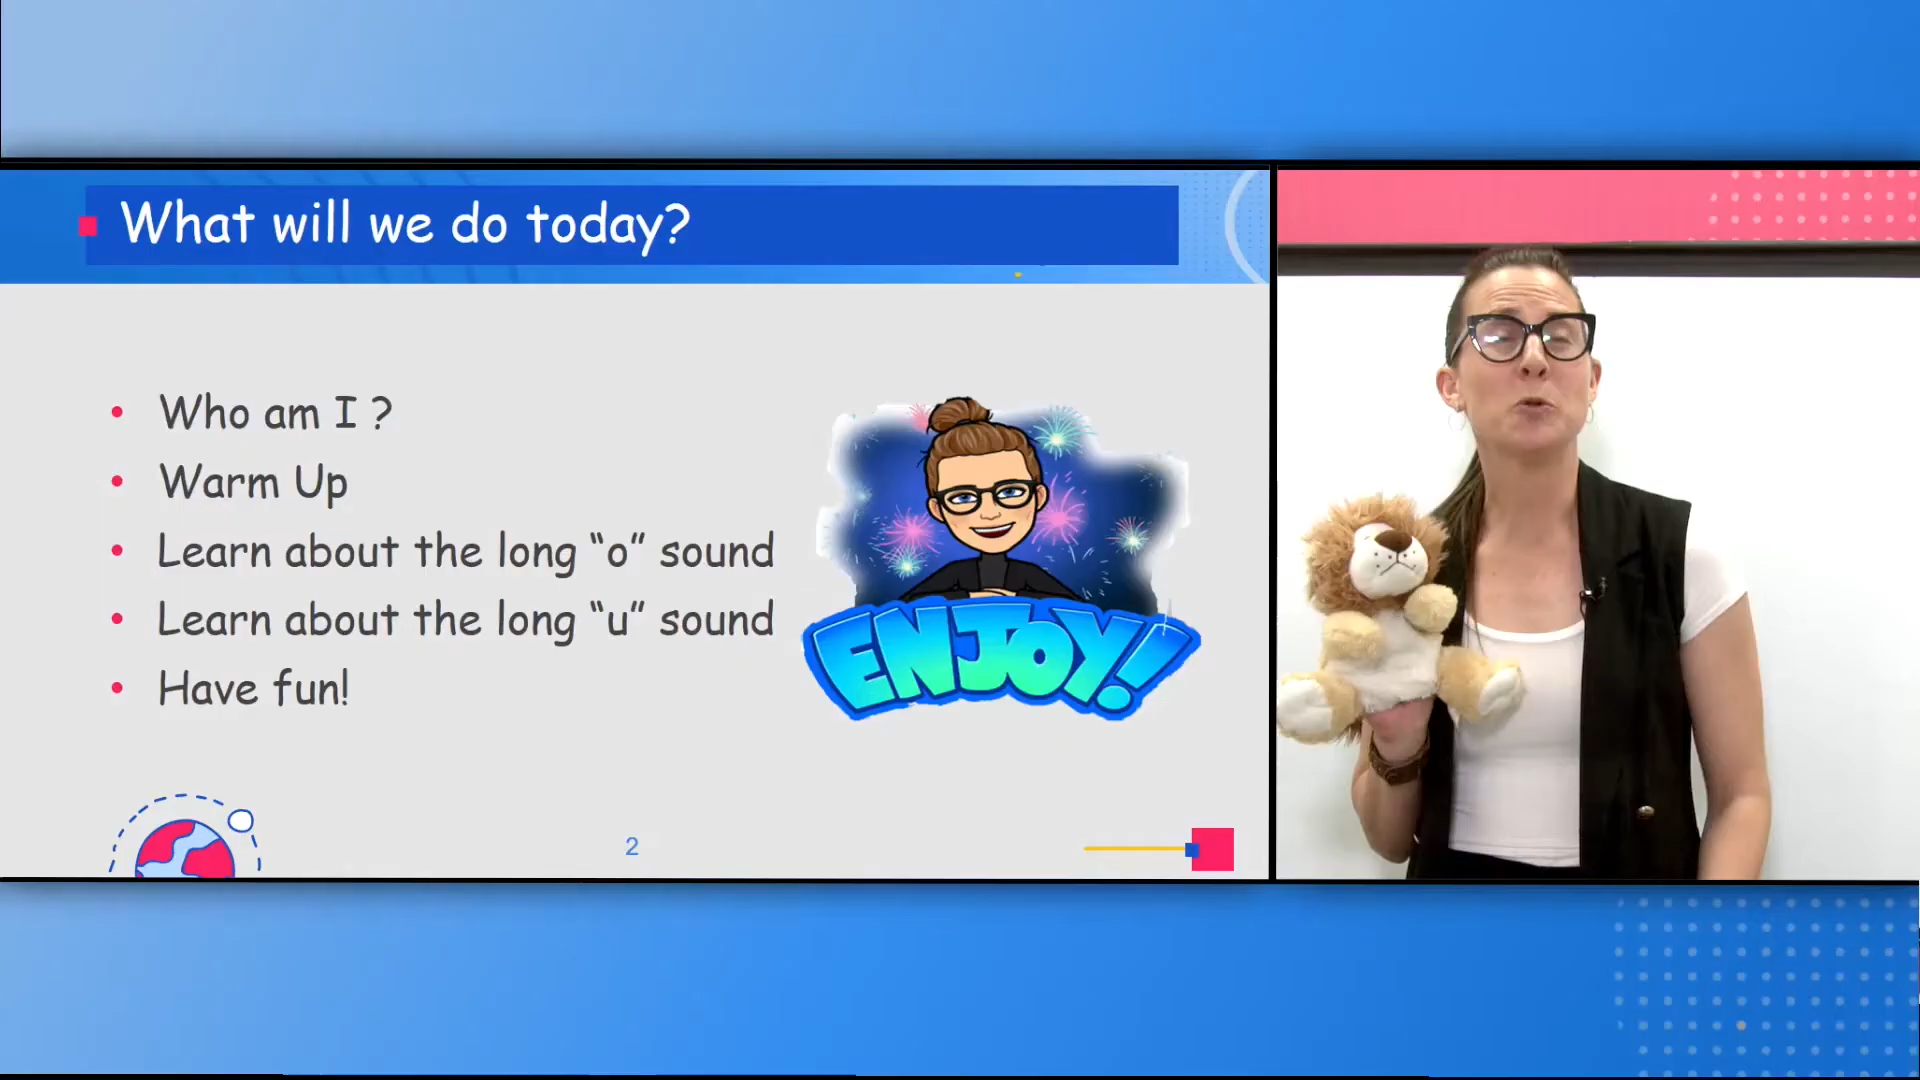 What will we do today?
• Who am I ?
• Warm Up
• Learn about the long “o” sound
• Learn about the long “u” sound
• Have fun!
ENJOY!
2